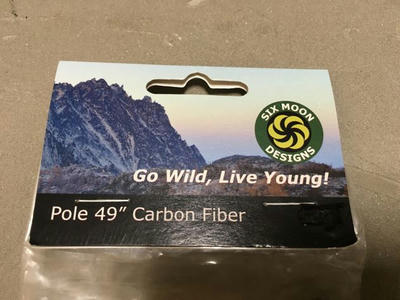 SIX MOON
DESIGNS
Go Wild, Live Young!
Pole 49" Carbon Fiber